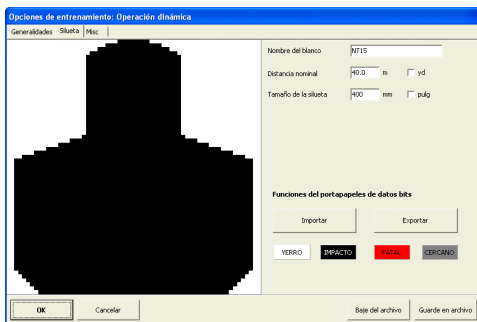 Opciones de entrenamiento: Operación dinámica
Generalidades Silueta Misc
Nombre del blanco NT15
Distancia nominal 40.0 m yd
Tamaño de la silueta 400 mm pulg
Funciones del portapapeles de datos bits
Importar Exportar
YERRO IMPACTO FATAL CERCANO
OK Cancelar Baje del archivo Guarde en archivo